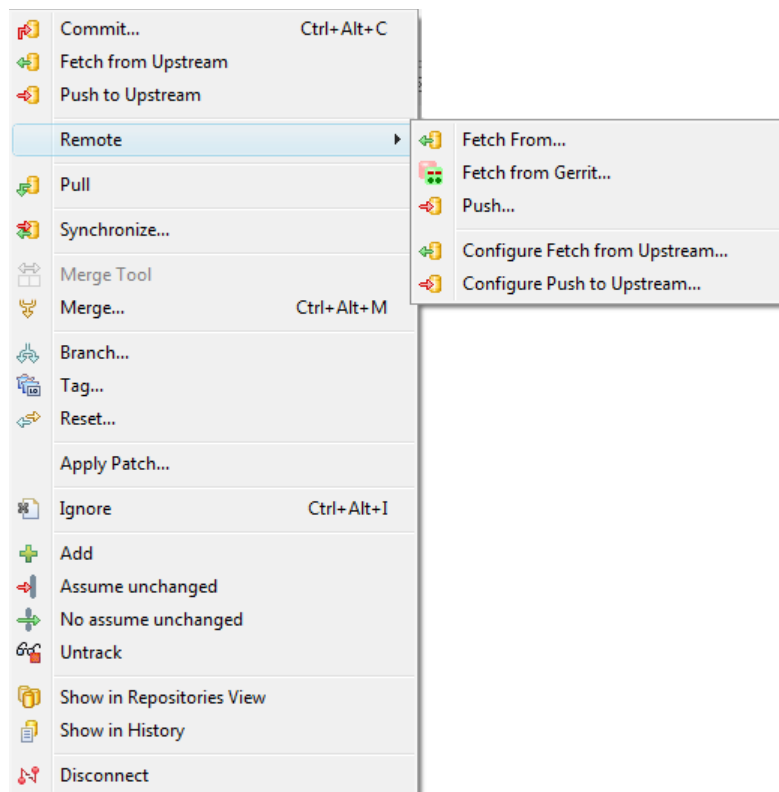 Commit... Ctrl+Alt+C
Fetch from Upstream
Push to Upstream
Remote
Fetch From...
Fetch from Gerrit...
Push...
Configure Fetch from Upstream...
Configure Push to Upstream...
Pull
Synchronize...
Merge Tool
Merge... Ctrl+Alt+M
Branch...
Tag...
Reset...
Apply Patch...
Ignore Ctrl+Alt+I
Add
Assume unchanged
No assume unchanged
Untrack
Show in Repositories View
Show in History
Disconnect